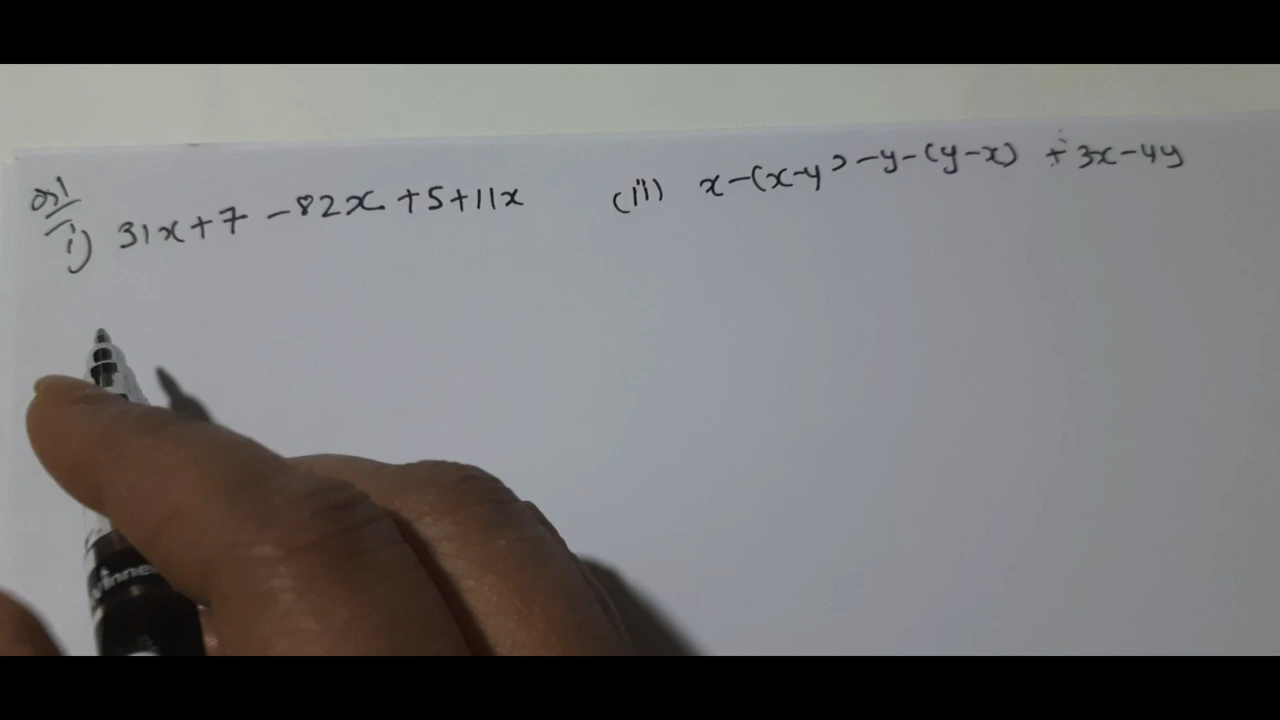 Q1
i) 31x+7 -82x +5+11x
(ii) x-(x-y)-y-(y-x) + 3x-4y